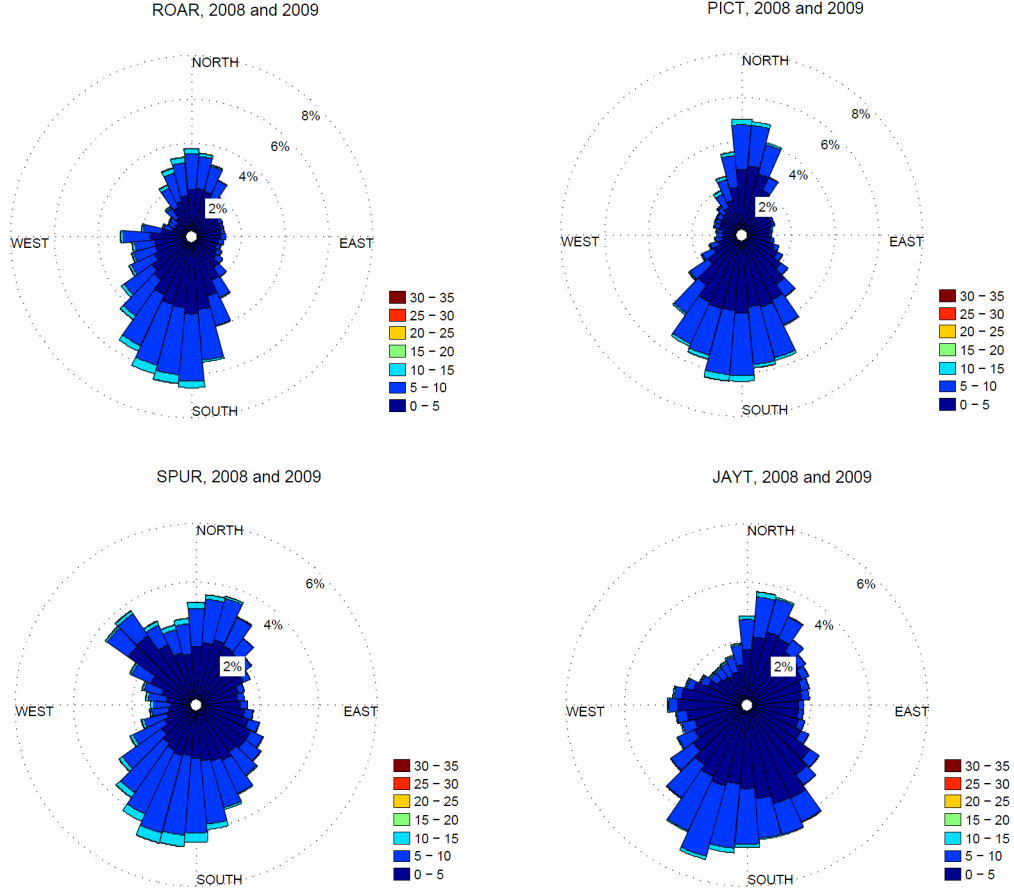 ROAR, 2008 and 2009
NORTH
8%
6%
4%
2%
WEST
EAST
SOUTH
30 − 35
25 − 30
20 − 25
15 − 20
10 − 15
5 − 10
0 − 5
PICT, 2008 and 2009
NORTH
8%
6%
4%
2%
WEST
EAST
SOUTH
30 − 35
25 − 30
20 − 25
15 − 20
10 − 15
5 − 10
0 − 5
SPUR, 2008 and 2009
NORTH
6%
4%
2%
WEST
EAST
SOUTH
30 − 35
25 − 30
20 − 25
15 − 20
10 − 15
5 − 10
0 − 5
JAYT, 2008 and 2009
NORTH
6%
4%
2%
WEST
EAST
SOUTH
30 − 35
25 − 30
20 − 25
15 − 20
10 − 15
5 − 10
0 − 5